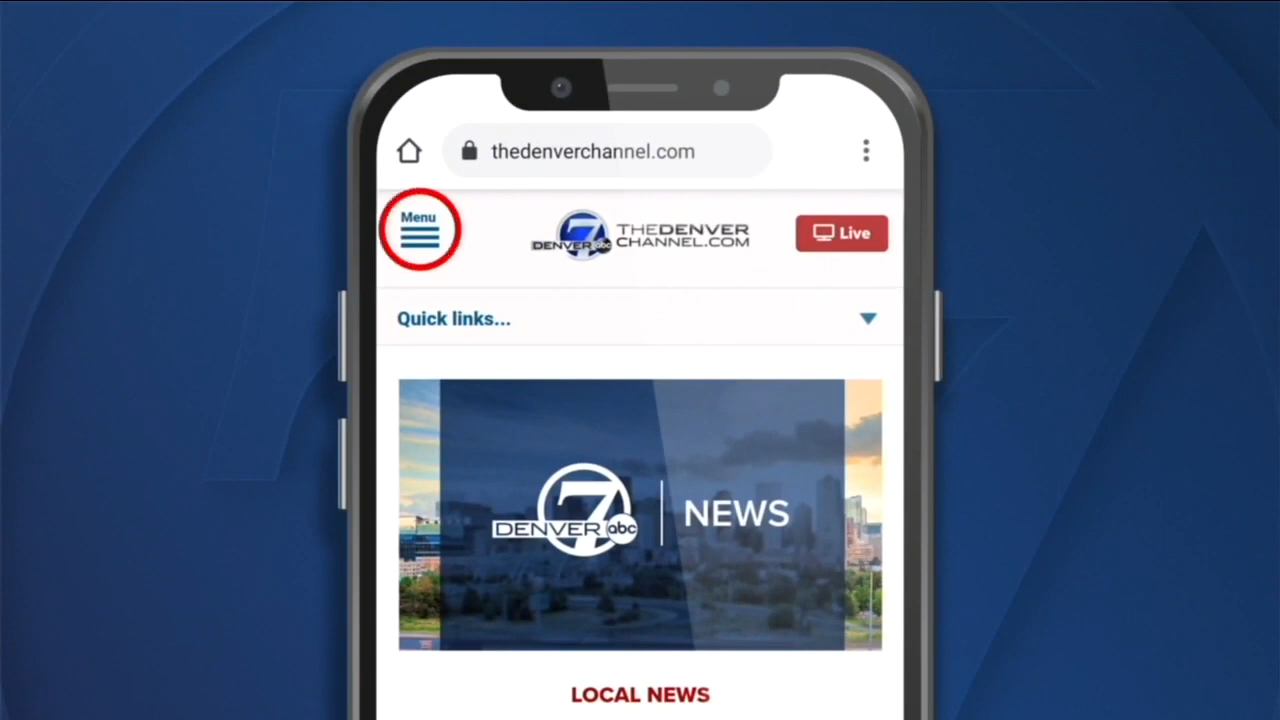 thedenverchannel.com
Menu
7
DENVER abc
THEDENVER
CHANNEL.COM
Live
Quick links...
7
DENVER abc
NEWS
LOCAL NEWS